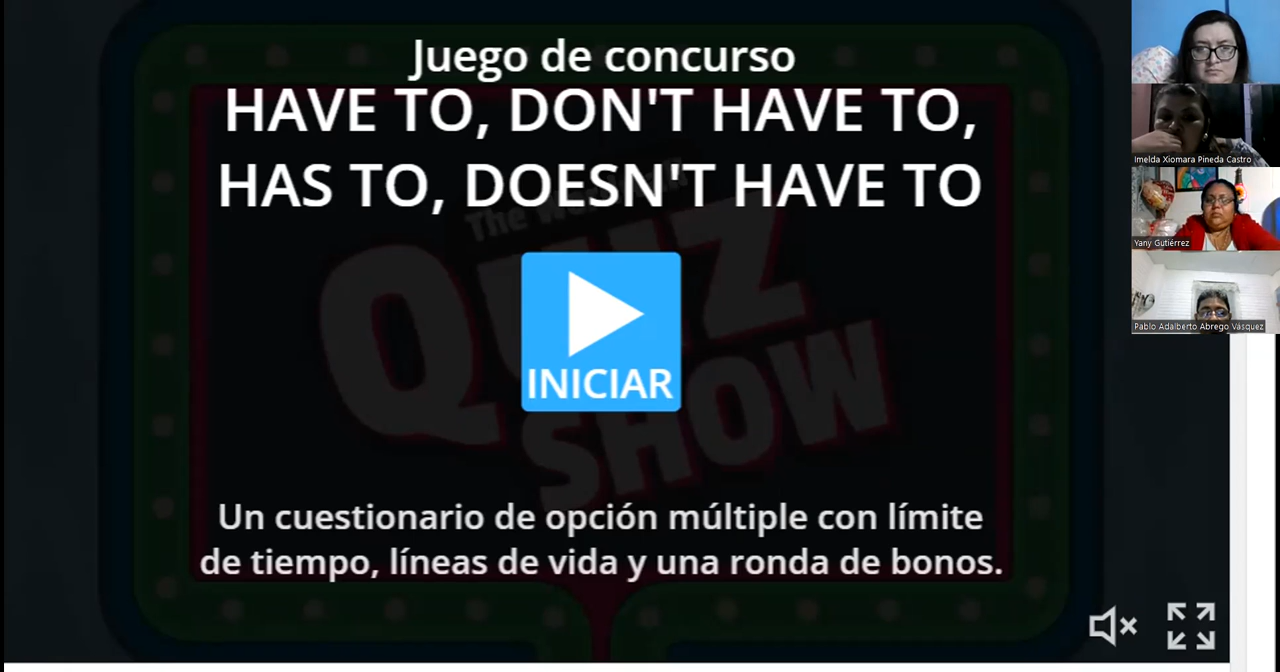 Juego de concurso
HAVE TO, DON'T HAVE TO,
HAS TO, DOESN'T HAVE TO
The
QUIZ
SHOW
INICIAR
Un cuestionario de opción múltiple con límite
de tiempo, líneas de vida y una ronda de bonos.
Imelda Xiomara Pineda Castro
Yany Gutiérrez
Pablo Adalberto Abrego Vásquez